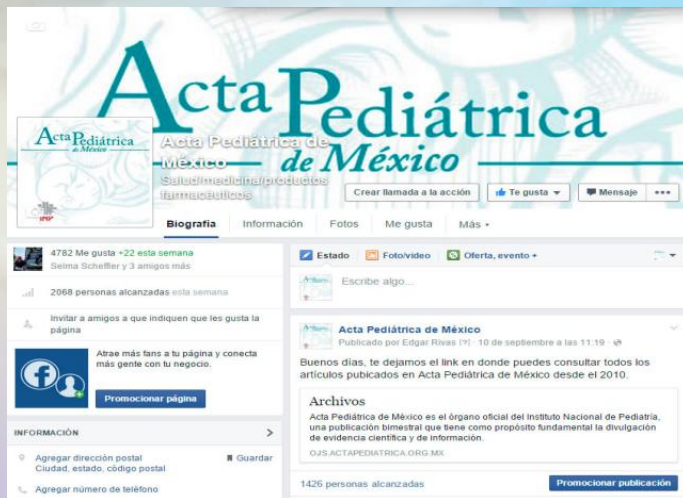 Acta Pediátrica
de México
Acta Pediátrica
de México
INP
Acta Pediátrica de
México
Salud/medicina/productos
farmacéuticos
Crear llamada a la acción
Te gusta
Mensaje
•••
Biografía
Información
Fotos
Me gusta
Más
4782 Me gusta +22 esta semana
Selma Scheffler y 3 amigos más
2068 personas alcanzadas esta semana
Invitar a amigos a que indiquen que les gusta la
página
Atrae más fans a tu página y conecta
más gente con tu negocio.
Promocionar página
INFORMACIÓN
Agregar dirección postal
Ciudad, estado, código postal
Guardar
Agregar número de teléfono
Estado
Foto/video
Oferta, evento +
Escribe algo...
Acta Pediátrica de México
Publicado por Edgar Rivas [?] · 10 de septiembre a las 11:19 ·
Buenos días, te dejamos el link en donde puedes consultar todos los
artículos pubicados en Acta Pediátrica de México desde el 2010.
Archivos
Acta Pediátrica de México es el órgano oficial del Instituto Nacional de Pediatría,
una publicación bimestral que tiene como propósito fundamental la divulgación
de evidencia científica y de información.
OJS.ACTAPEDIATRICA.ORG.MX
1426 personas alcanzadas
Promocionar publicación